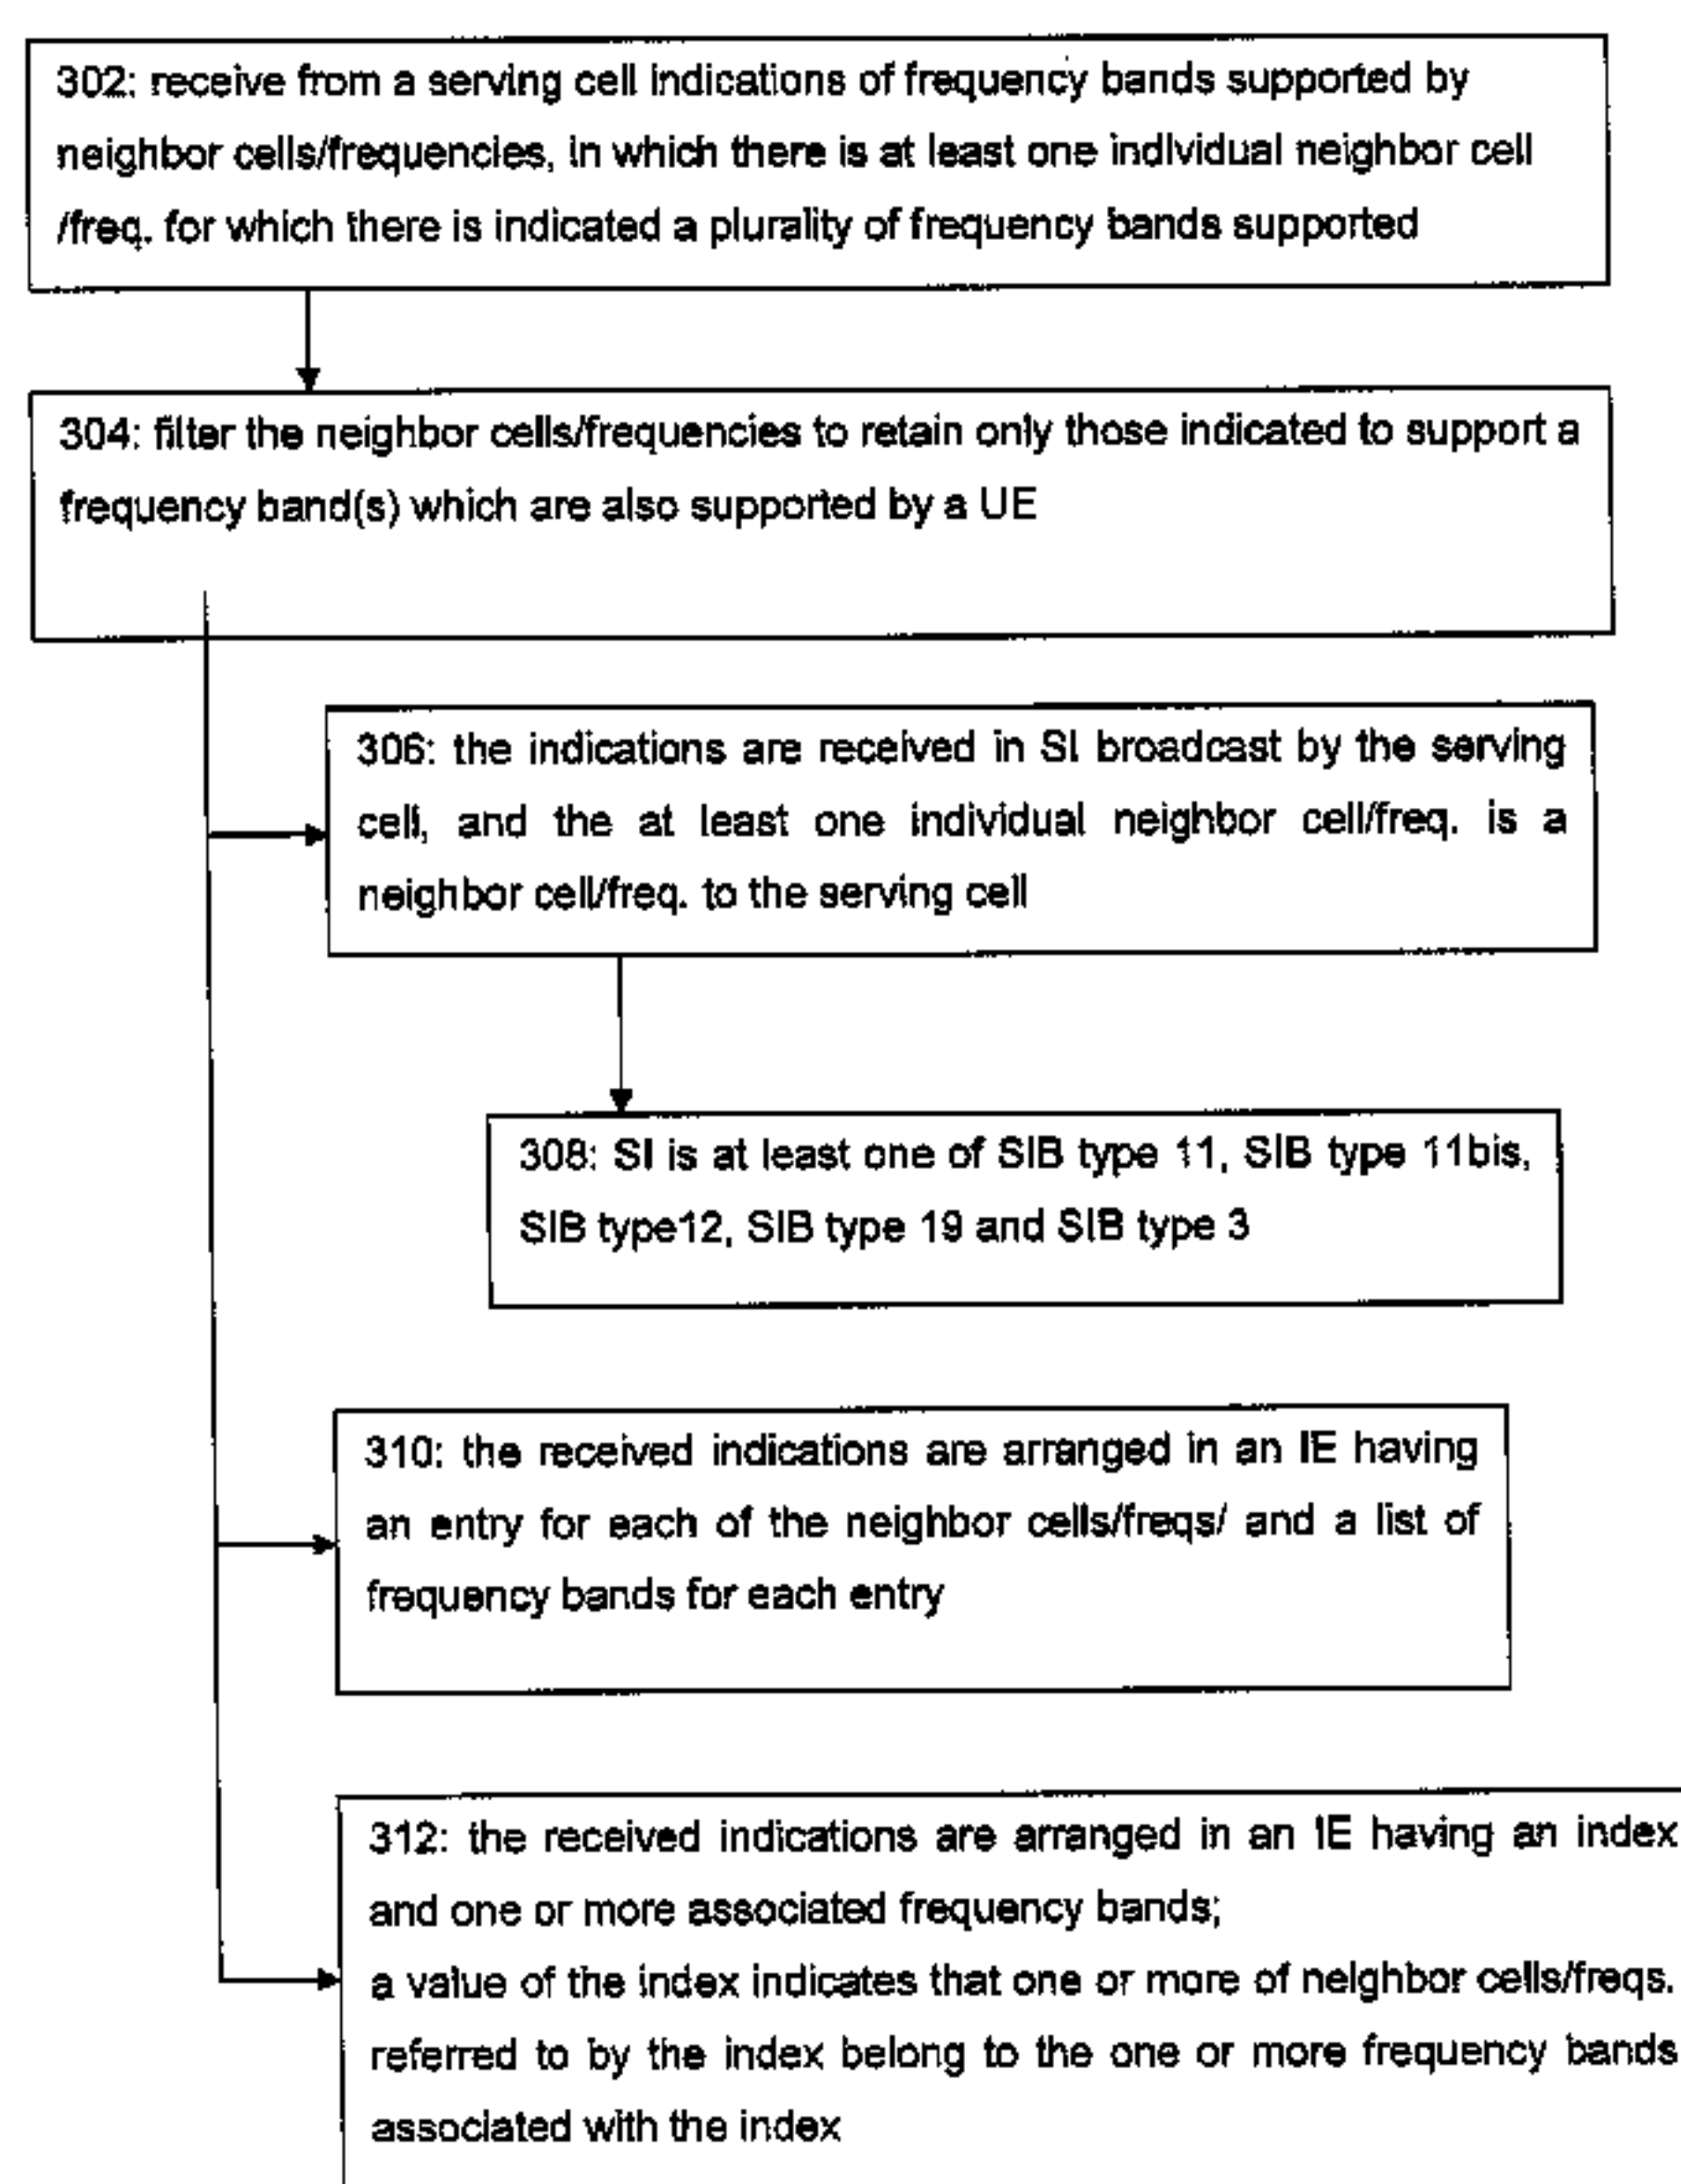 302: receive from a serving cell indications of frequency bands supported by
neighbor cells/frequencies, in which there is at least one individual neighbor cell
/freq. for which there is indicated a plurality of frequency bands supported
304: filter the neighbor cells/frequencies to retain only those indicated to support a
frequency band(s) which are also supported by a UE
306: the indications are received in SI broadcast by the serving
cell, and the at least one individual neighbor cell/freq. is a
neighbor cell/freq. to the serving cell
308: SI is at least one of SIB type 11, SIB type 11bis,
SIB type12, SIB type 19 and SIB type 3
310: the received indications are arranged in an IE having
an entry for each of the neighbor cells/freqs/ and a list of
frequency bands for each entry
312: the received indications are arranged in an IE having an index
and one or more associated frequency bands;
a value of the index indicates that one or more of neighbor cells/freqs.
referred to by the index belong to the one or more frequency bands
associated with the index